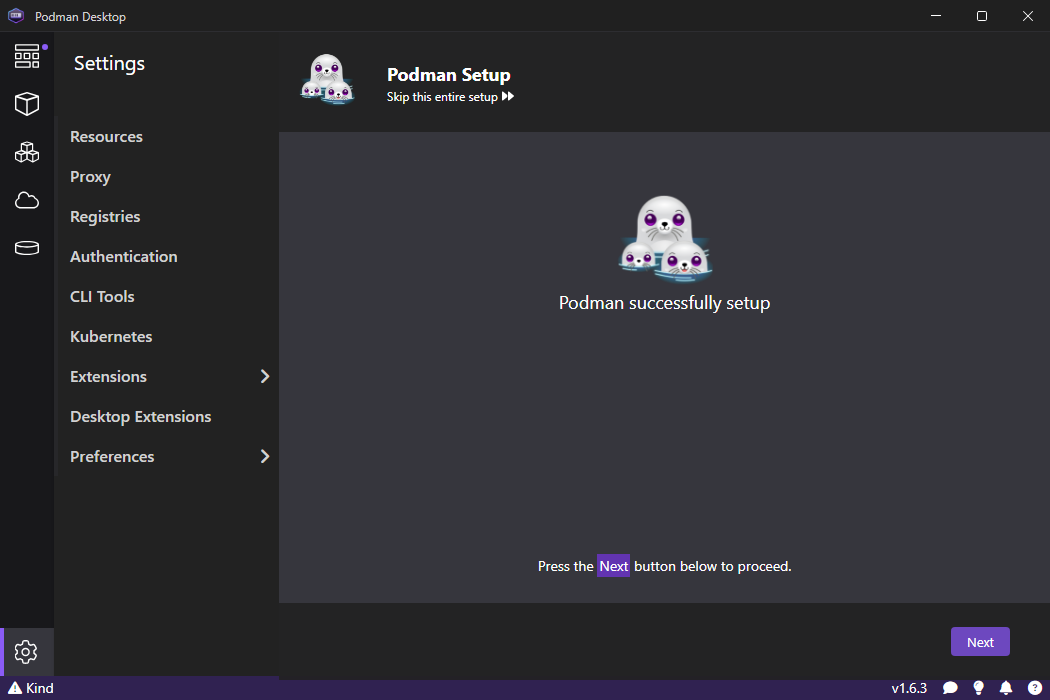 Podman Desktop
Settings
Resources
Proxy
Registries
Authentication
CLI Tools
Kubernetes
Extensions
Desktop Extensions
Preferences
Podman Setup
Skip this entire setup
Podman successfully setup
Press the Next button below to proceed.
Next
Kind
v1.6.3